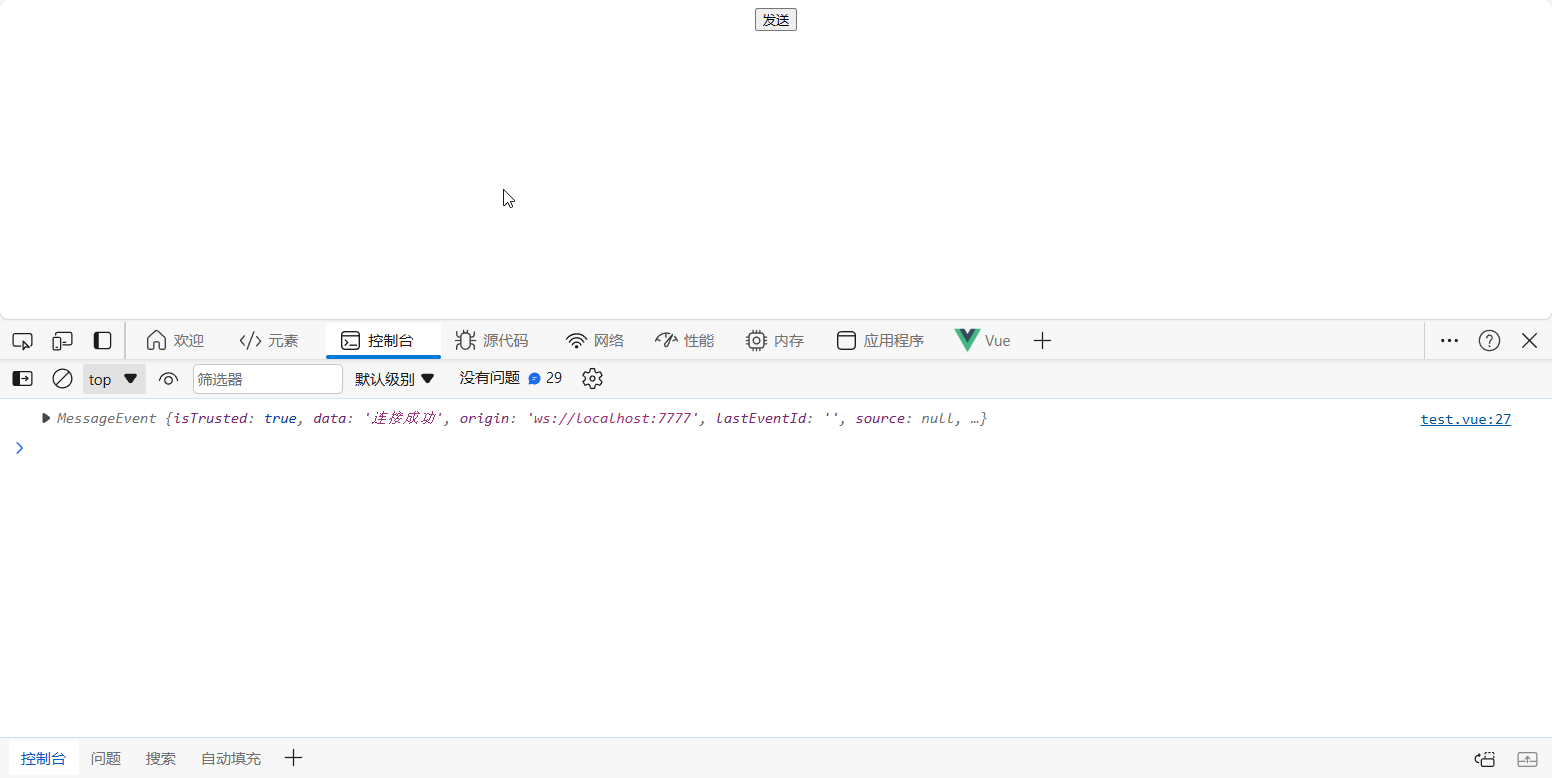 发送
欢迎 元素 控制台 源代码 网络 性能 内存 应用程序 Vue
top 筛选器 默认级别 没有问题 29
MessageEvent {isTrusted: true, data: '连接成功', origin: 'ws://localhost:7777', lastEventId: '', source: null, …} test.vue:27
控制台 问题 搜索 自动填充